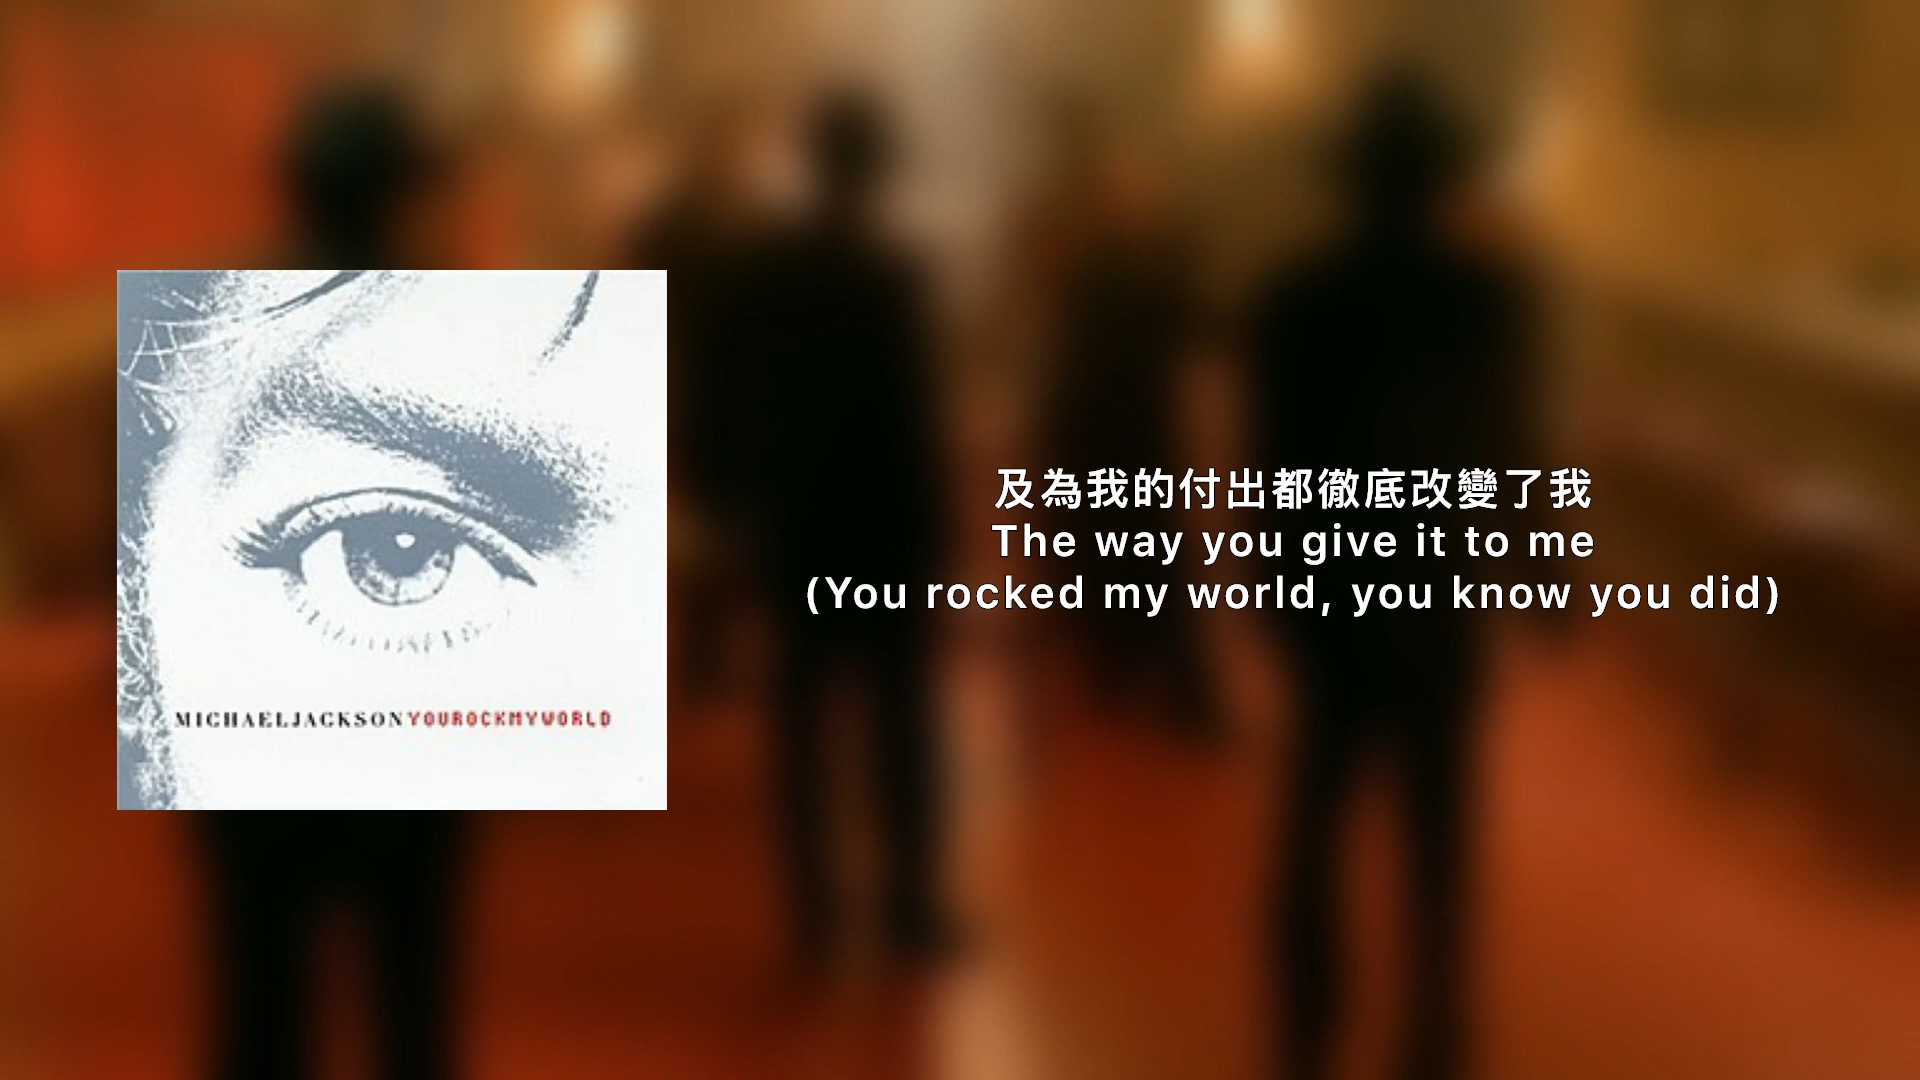 MICHAELJACKSONYOUROCKMYWORLD
及為我的付出都徹底改變了我
The way you give it to me
(You rocked my world, you know you did)